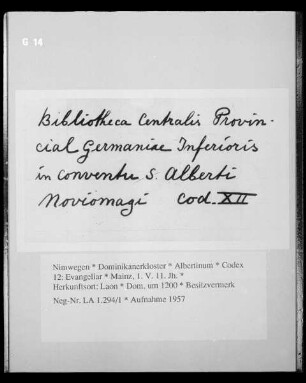 G 14
Bibliotheca Centralis Provin-
cial Germaniae Inferioris
in conventu S. Alberti
Noviomagi Cod. XII
Nimwegen * Dominikanerkloster * Albertinum * Codex
12: Evangeliar * Mainz, 1. V. 11. Jh. *
Herkunftsort: Laon * Dom, um 1200 * Besitzvermerk
Neg-Nr. LA 1.294/1 * Aufnahme 1957